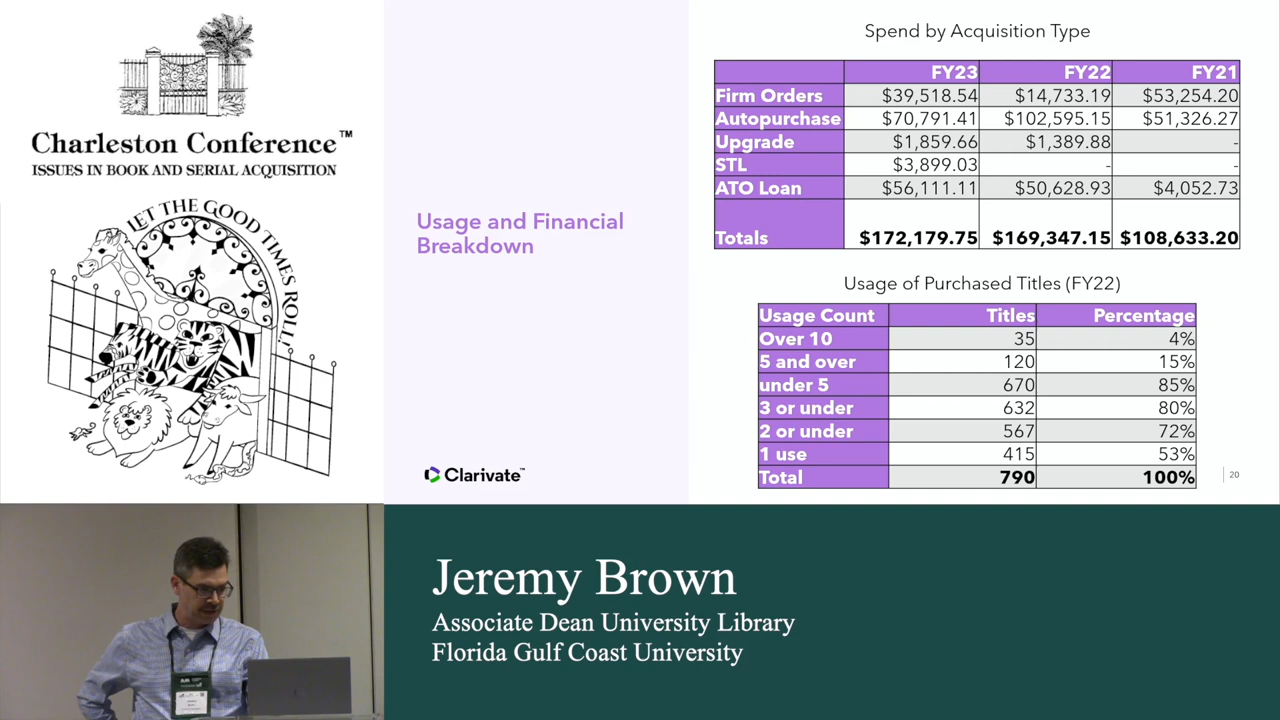 Charleston Conference™
ISSUES IN BOOK AND SERIAL ACQUISITION
LET THE GOOD TIMES ROLL!
Usage and Financial
Breakdown
Clarivate™
Spend by Acquisition Type
FY23 FY22 FY21
Firm Orders $39,518.54 $14,733.19 $53,254.20
Autopurchase $70,791.41 $102,595.15 $51,326.27
Upgrade $1,859.66 $1,389.88 -
STL $3,899.03 - -
ATO Loan $56,111.11 $50,628.93 $4,052.73
Totals $172,179.75 $169,347.15 $108,633.20
Usage of Purchased Titles (FY22)
Usage Count Titles Percentage
Over 10 35 4%
5 and over 120 15%
under 5 670 85%
3 or under 632 80%
2 or under 567 72%
1 use 415 53%
Total 790 100%
20
Jeremy Brown
Associate Dean University Library
Florida Gulf Coast University